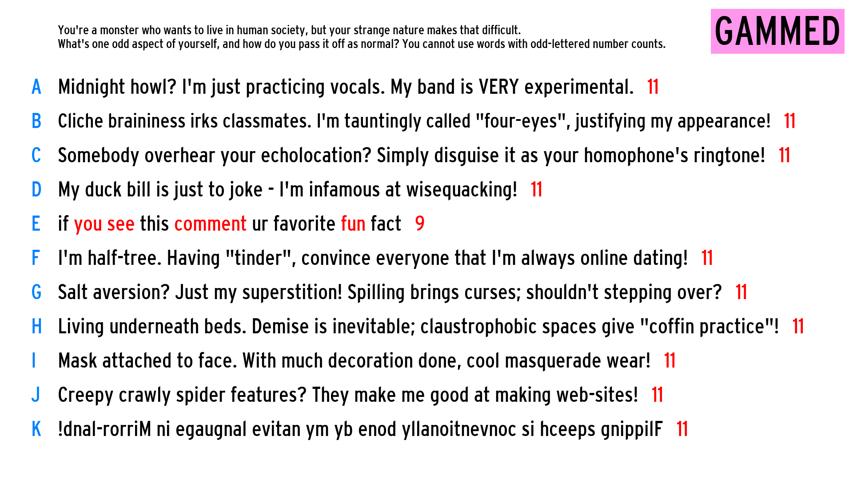 You're a monster who wants to live in human society, but your strange nature makes that difficult.
What's one odd aspect of yourself, and how do you pass it off as normal? You cannot use words with odd-lettered number counts.
GAMMED
A Midnight howl? I'm just practicing vocals. My band is VERY experimental. 11
B Cliche braininess irks classmates. I'm tauntingly called "four-eyes", justifying my appearance! 11
C Somebody overhear your echolocation? Simply disguise it as your homophone's ringtone! 11
D My duck bill is just to joke - I'm infamous at wisequacking! 11
E if you see this comment ur favorite fun fact 9
F I'm half-tree. Having "tinder", convince everyone that I'm always online dating! 11
G Salt aversion? Just my superstition! Spilling brings curses; shouldn't stepping over? 11
H Living underneath beds. Demise is inevitable; claustrophobic spaces give "coffin practice"! 11
I Mask attached to face. With much decoration done, cool masquerade wear! 11
J Creepy crawly spider features? They make me good at making web-sites! 11
K !dnal-rorriM ni egaugnal evitan ym yb enod yllanoitnevnoc si hceeps gnippilF 11